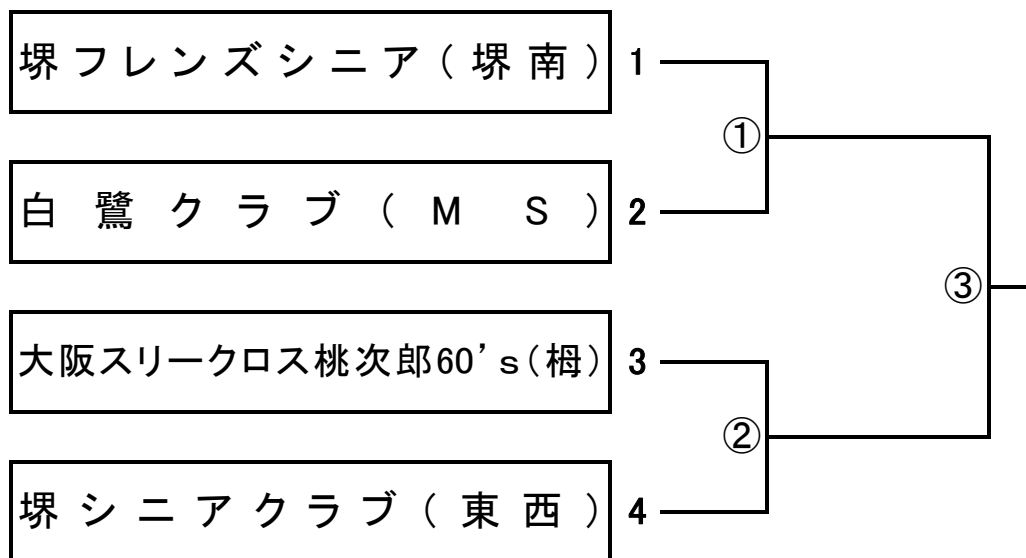 堺フレンズシニア(堺南) 1
①
白鷺クラブ(MS) 2
③
大阪スリークロス桃次郎60’s(栂) 3
②
堺シニアクラブ(東西) 4